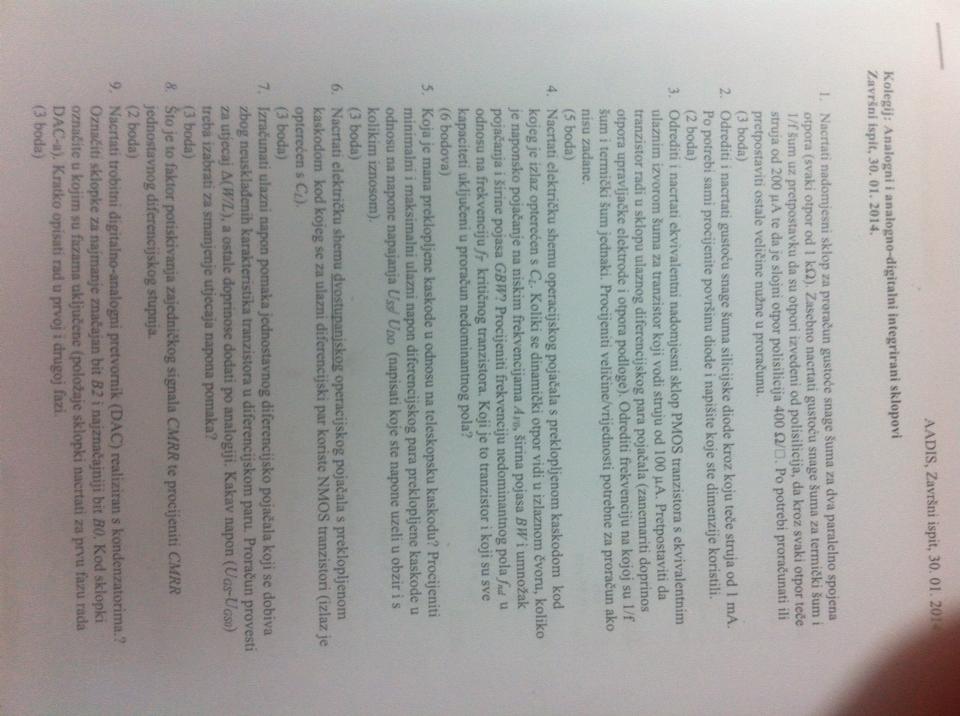 AADIS, Završni ispit, 30. 01. 2014
Kolegij: Analogni i analogno-digitalni integrirani sklopovi
Završni ispit, 30. 01. 2014.
1. Nacrtati nadomjesni sklop za proračun gustoće snage šuma za dva paralelno spojena
otpora (svaki otpor od 1 kΩ). Zasebno nacrtati gustoću snage šuma za termički šum i
1/f šum uz pretpostavku da su otpori izvedeni od polisilicija, da kroz svaki otpor teče
struja od 200 µA te da je slojni otpor polisilicija 400 Ω/□. Po potrebi proračunati ili
pretpostaviti ostale veličine nužne u proračunu.
(3 boda)
2. Odrediti i nacrtati gustoću snage šuma silicijske diode kroz koju teče struja od 1 mA.
Po potrebi sami procijenite površinu diode i napišite koje ste dimenzije koristili.
(2 boda)
3. Odrediti i nacrtati ekvivalentni nadomjesni sklop PMOS tranzistora s ekvivalentnim
ulaznim izvorom šuma za tranzistor koji vodi struju od 100 µA. Pretpostaviti da
tranzistor radi u sklopu ulaznog diferencijskog para pojačala (zanemariti doprinos
otpora upravljačke elektrode i otpora podloge). Odrediti frekvenciju na kojoj su 1/f
šum i termički šum jednaki. Procijeniti veličine/vrijednosti potrebne za proračun ako
nisu zadane.
(5 boda)
4. Nacrtati električku shemu operacijskog pojačala s preklopljenom kaskodom kod
kojeg je izlaz opterećen s CL. Koliki se dinamički otpor vidi u izlaznom čvoru, koliko
je naponsko pojačanje na niskim frekvencijama AV0, širina pojasa BW i umnožak
pojačanja i širine pojasa GBW? Procijeniti frekvenciju nedominantnog pola fnd u
odnosu na frekvenciju fT kritičnog tranzistora. Koji je to tranzistor i koji su sve
kapaciteti uključeni u proračun nedominantnog pola?
(6 bodova)
5. Koja je mana preklopljene kaskode u odnosu na teleskopsku kaskodu? Procijeniti
minimalni i maksimalni ulazni napon diferencijskog para preklopljene kaskode u
odnosu na napone napajanja USS/ UDD (napisati koje ste napone uzeli u obzir i s
kolikim iznosom).
(3 boda)
6. Nacrtati električku shemu dvostupanjskog operacijskog pojačala s preklopljenom
kaskodom kod kojeg se za ulazni diferencijski par koriste NMOS tranzistori (izlaz je
opterećen s CL).
(3 boda)
7. Izračunati ulazni napon pomaka jednostavnog diferencijsko pojačala koji se dobiva
zbog neusklađenih karakteristika tranzistora u diferencijskom paru. Proračun provesti
za utjecaj Δ(W/L), a ostale doprinose dodati po analogiji. Kakav napon (UGS-UGS0)
treba izabrati za smanjenje utjecaja napona pomaka?
(3 boda)
8. Što je to faktor potiskivanja zajedničkog signala CMRR te procijeniti CMRR
jednostavnog diferencijskog stupnja.
(2 boda)
9. Nacrtati trobitni digitalno-analogni pretvornik (DAC) realiziran s kondenzatorima.?
Označiti sklopke za najmanje značajan bit B2 i najznačajniji bit B0. Kod sklopki
označite u kojim su fazama uključene (položaje sklopki nacrtati za prvu fazu rada
DAC-a). Kratko opisati rad u prvoj i drugoj fazi.
(3 boda)